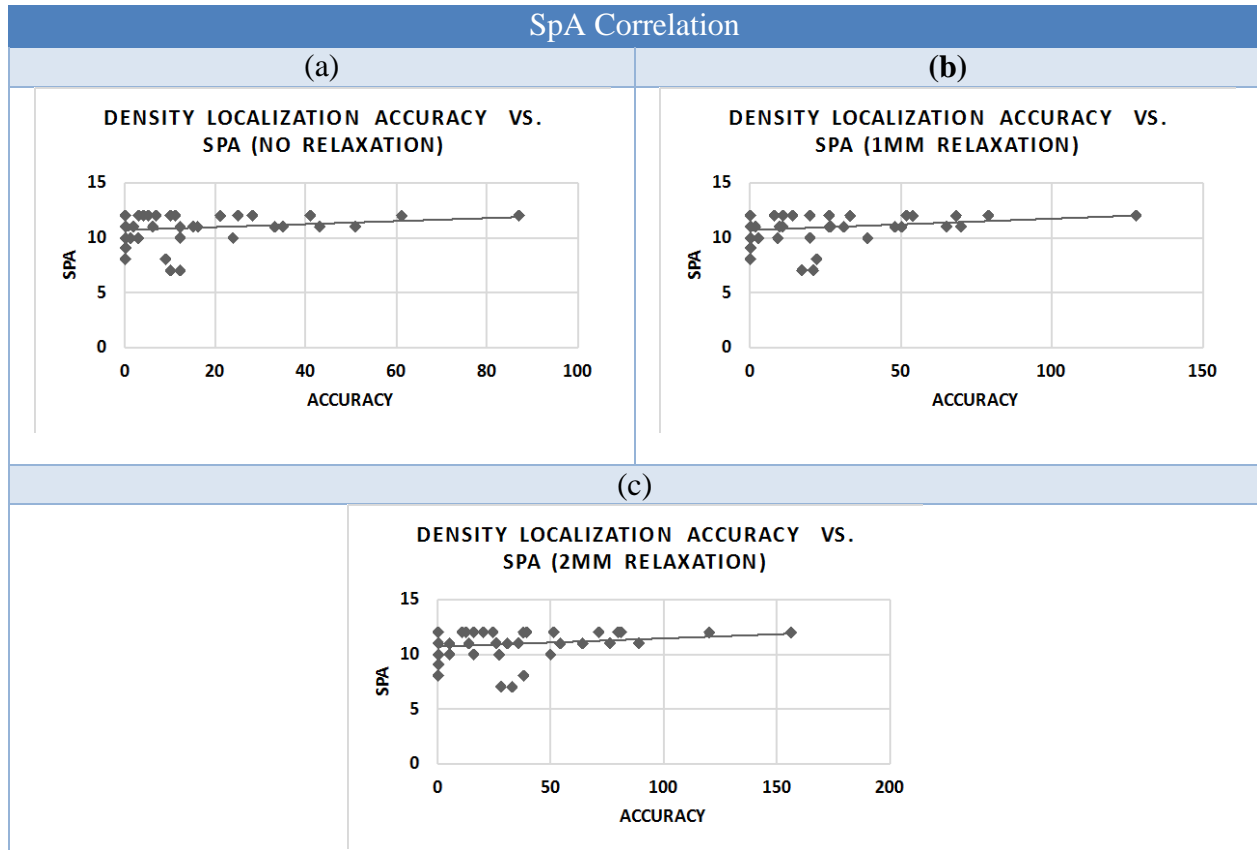 SpA Correlation
(a)
(b)
DENSITY LOCALIZATION ACCURACY VS.
SPA (NO RELAXATION)
15
10
5
0
SPA
0 20 40 60 80 100
ACCURACY
DENSITY LOCALIZATION ACCURACY VS.
SPA (1MM RELAXATION)
15
10
5
0
SPA
0 50 100 150
ACCURACY
(c)
DENSITY LOCALIZATION ACCURACY VS.
SPA (2MM RELAXATION)
15
10
5
0
SPA
0 50 100 150 200
ACCURACY